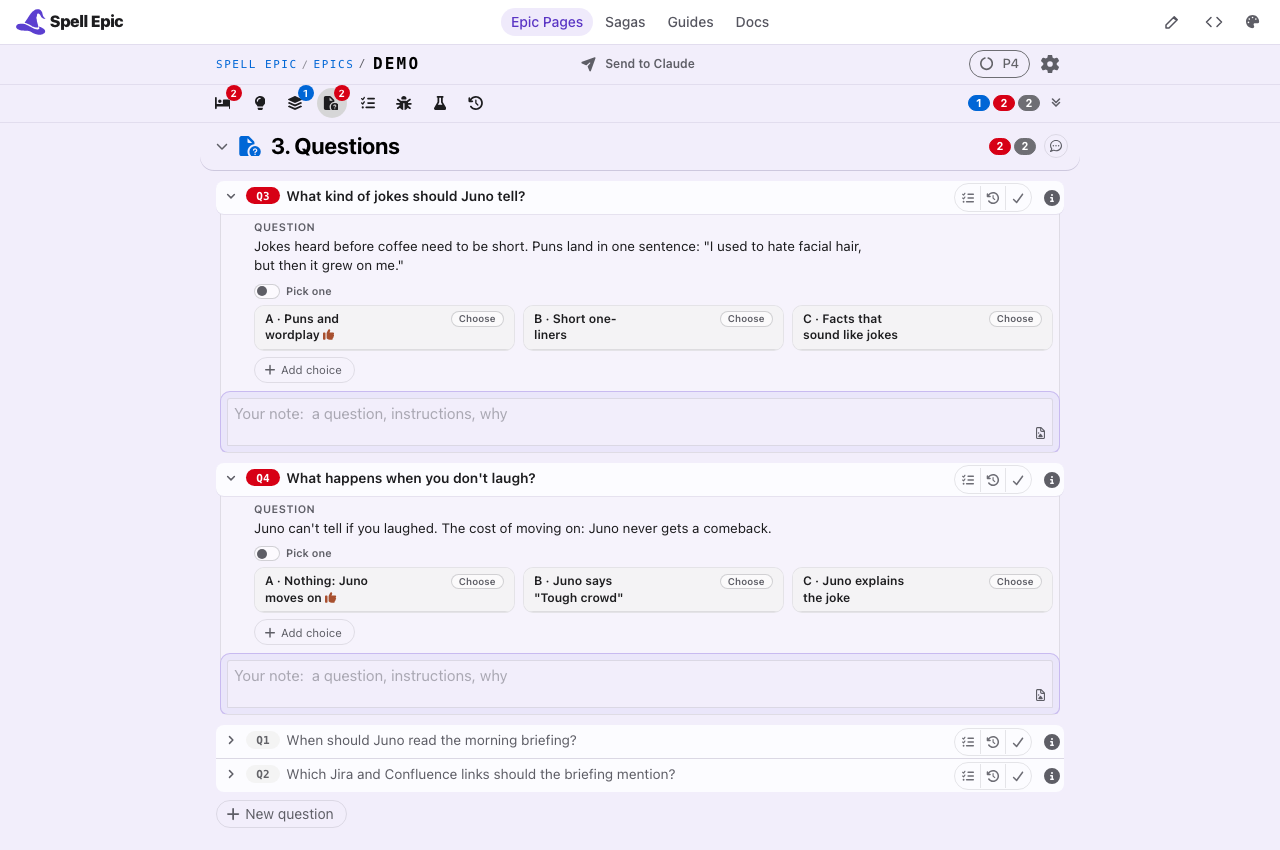 Spell Epic
Epic Pages Sagas Guides Docs
SPELL EPIC / EPICS / DEMO
Send to Claude
P4
2 1 2
1 2 2
3. Questions
2 2
Q3 What kind of jokes should Juno tell?
QUESTION
Jokes heard before coffee need to be short. Puns land in one sentence: "I used to hate facial hair,
but then it grew on me."
Pick one
A · Puns and
wordplay
Choose
B · Short one-
liners
Choose
C · Facts that
sound like jokes
Choose
+ Add choice
Your note: a question, instructions, why
Q4 What happens when you don't laugh?
QUESTION
Juno can't tell if you laughed. The cost of moving on: Juno never gets a comeback.
Pick one
A · Nothing: Juno
moves on
Choose
B · Juno says
"Tough crowd"
Choose
C · Juno explains
the joke
Choose
+ Add choice
Your note: a question, instructions, why
Q1 When should Juno read the morning briefing?
Q2 Which Jira and Confluence links should the briefing mention?
+ New question